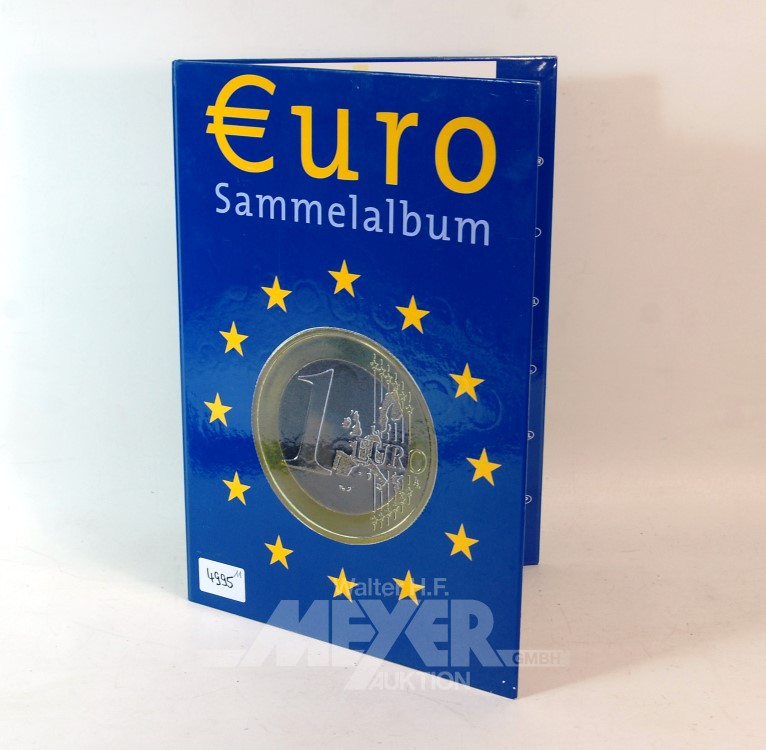 €uro
Sammelalbum
1 EURO
4995
Walter H.F.
MEYER
GMBH
AUKTION